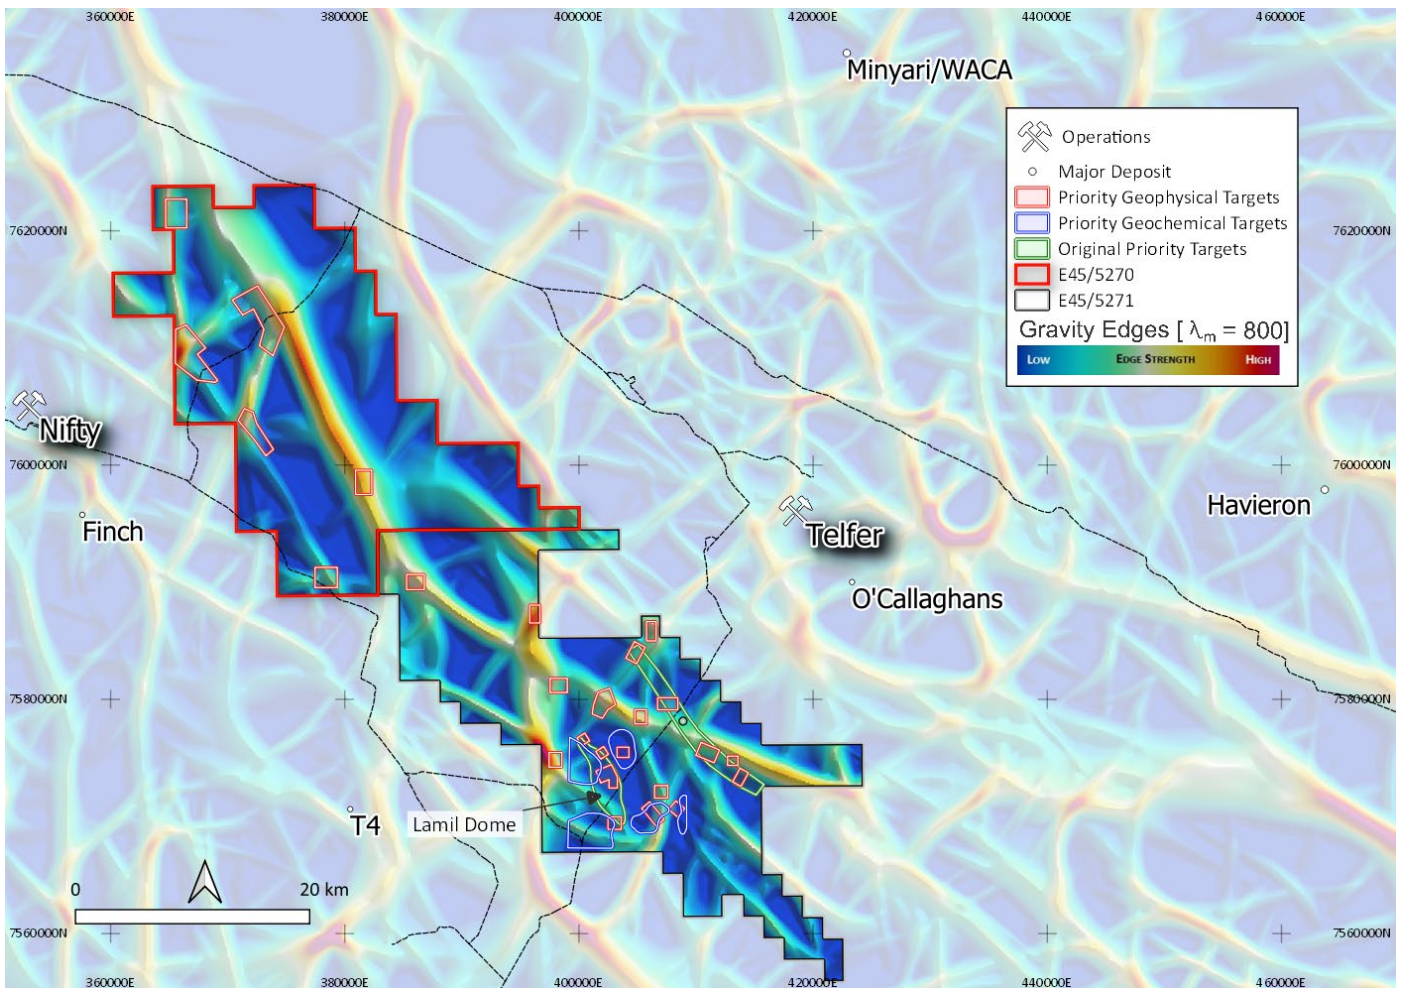 360000E 380000E 400000E 420000E 440000E 460000E
Minyari/WACA
Operations
Major Deposit
Priority Geophysical Targets
Priority Geochemical Targets
Original Priority Targets
E45/5270
E45/5271
Gravity Edges [ λm = 800]
LOW EDGE STRENGTH HIGH
7620000N 7620000N
Nifty
7600000N 7600000N
Finch
Telfer
Havieron
O'Callaghans
7580000N 7580000N
T4
Lamil Dome
0 20 km
7560000N 7560000N
360000E 380000E 400000E 420000E 440000E 460000E